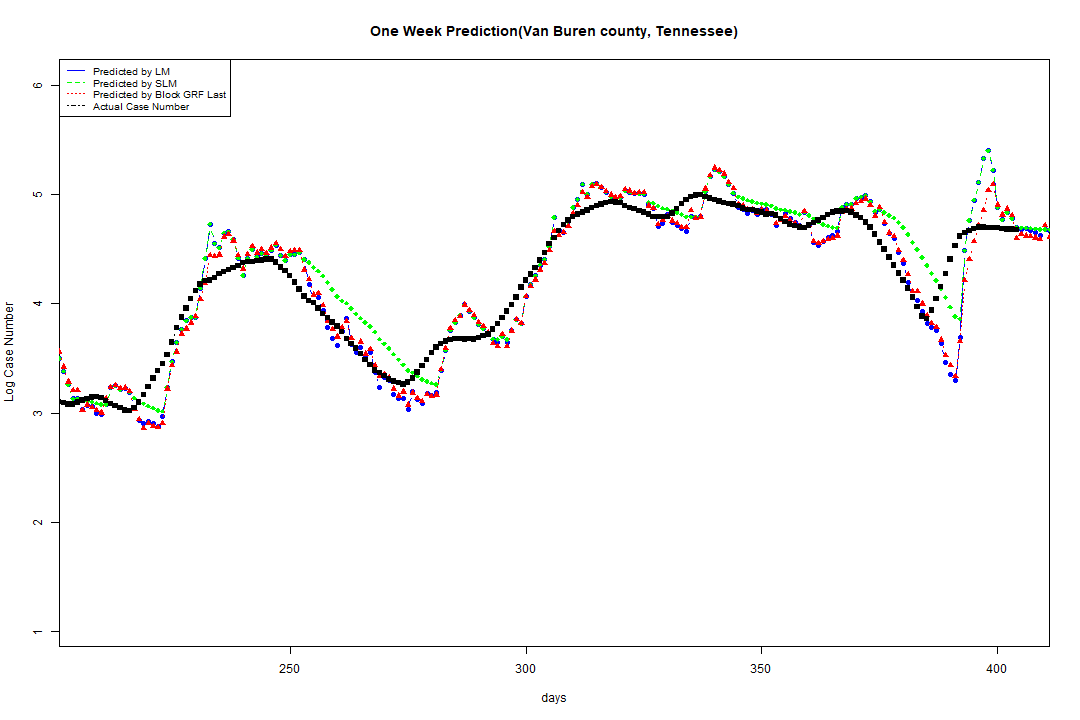 One Week Prediction(Van Buren county, Tennessee)
Predicted by LM
Predicted by SLM
Predicted by Block GRF Last
Actual Case Number
6
5
4
3
2
1
Log Case Number
250
300
350
400
days